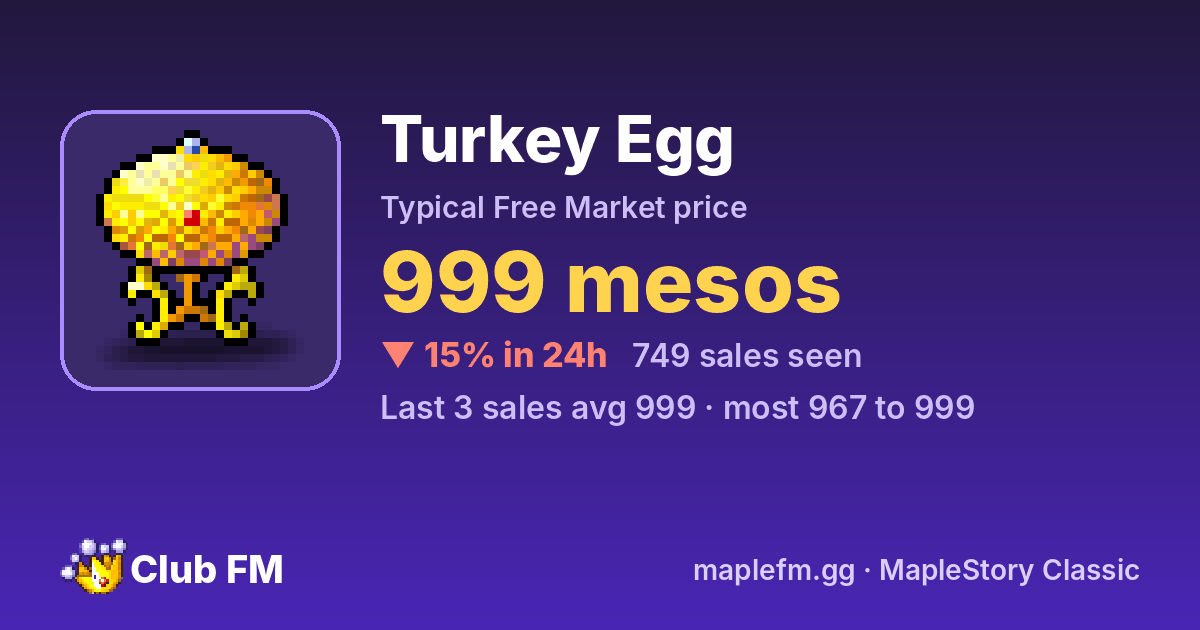 Turkey Egg
Typical Free Market price
999 mesos
▼ 15% in 24h 749 sales seen
Last 3 sales avg 999 · most 967 to 999
Club FM
maplefm.gg · MapleStory Classic